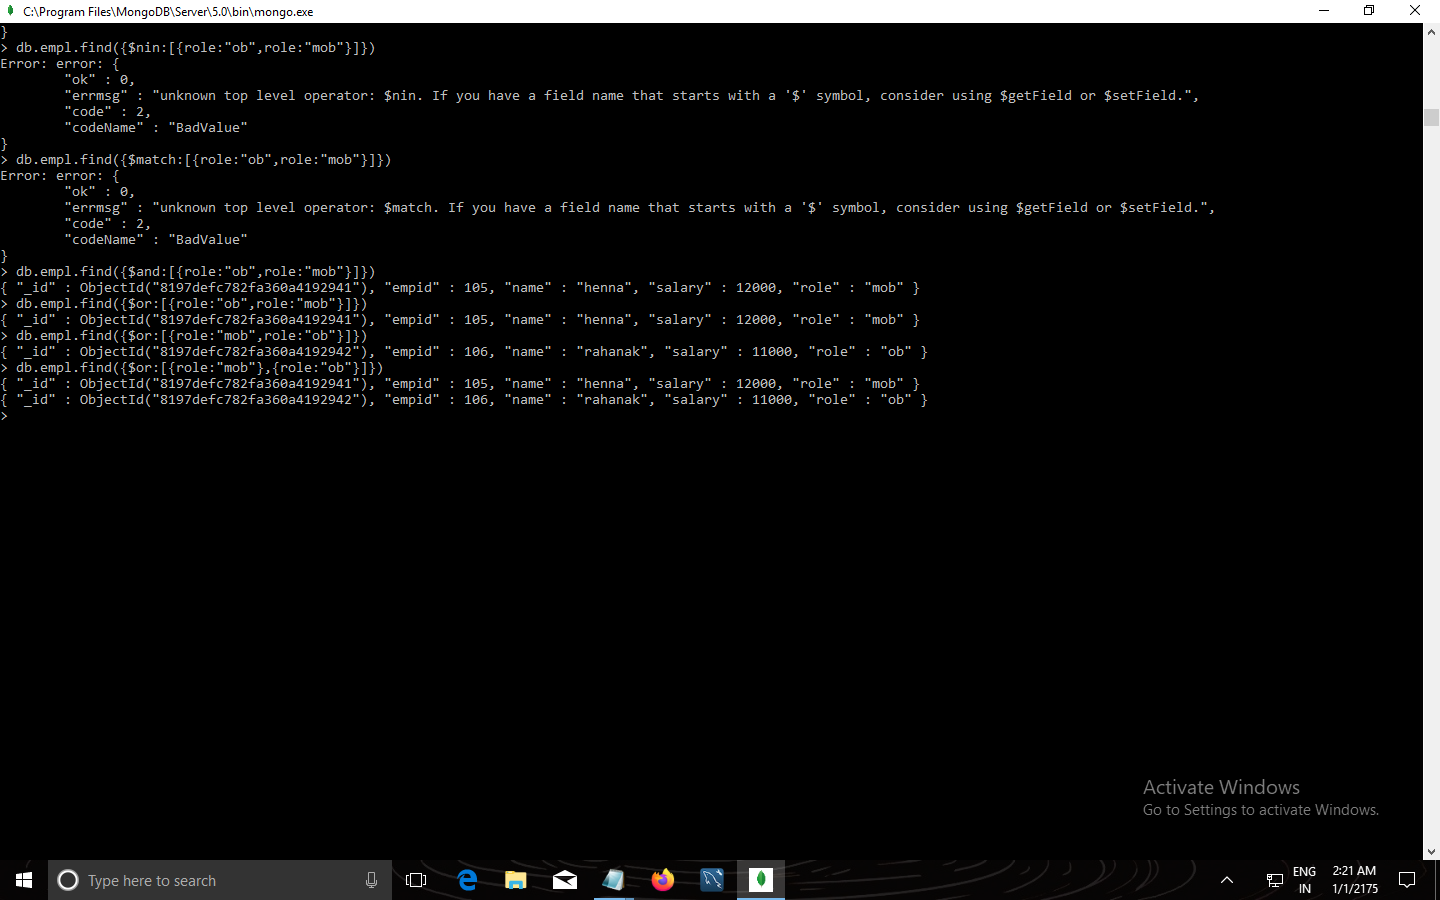 C:\Program Files\MongoDB\Server\5.0\bin\mongo.exe
}
> db.empl.find({$nin:[{role:"ob",role:"mob"}]})
Error: error: {
"ok" : 0,
"errmsg" : "unknown top level operator: $nin. If you have a field name that starts with a '$' symbol, consider using $getField or $setField.",
"code" : 2,
"codeName" : "BadValue"
}
> db.empl.find({$match:[{role:"ob",role:"mob"}]})
Error: error: {
"ok" : 0,
"errmsg" : "unknown top level operator: $match. If you have a field name that starts with a '$' symbol, consider using $getField or $setField.",
"code" : 2,
"codeName" : "BadValue"
}
> db.empl.find({$and:[{role:"ob",role:"mob"}]})
{ "_id" : ObjectId("8197defc782fa360a4192941"), "empid" : 105, "name" : "henna", "salary" : 12000, "role" : "mob" }
> db.empl.find({$or:[{role:"ob",role:"mob"}]})
{ "_id" : ObjectId("8197defc782fa360a4192941"), "empid" : 105, "name" : "henna", "salary" : 12000, "role" : "mob" }
> db.empl.find({$or:[{role:"mob",role:"ob"}]})
{ "_id" : ObjectId("8197defc782fa360a4192942"), "empid" : 106, "name" : "rahanak", "salary" : 11000, "role" : "ob" }
> db.empl.find({$or:[{role:"mob"},{role:"ob"}]})
{ "_id" : ObjectId("8197defc782fa360a4192941"), "empid" : 105, "name" : "henna", "salary" : 12000, "role" : "mob" }
{ "_id" : ObjectId("8197defc782fa360a4192942"), "empid" : 106, "name" : "rahanak", "salary" : 11000, "role" : "ob" }
>
Activate Windows
Go to Settings to activate Windows.
Type here to search
ENG
IN
2:21 AM
1/1/2175